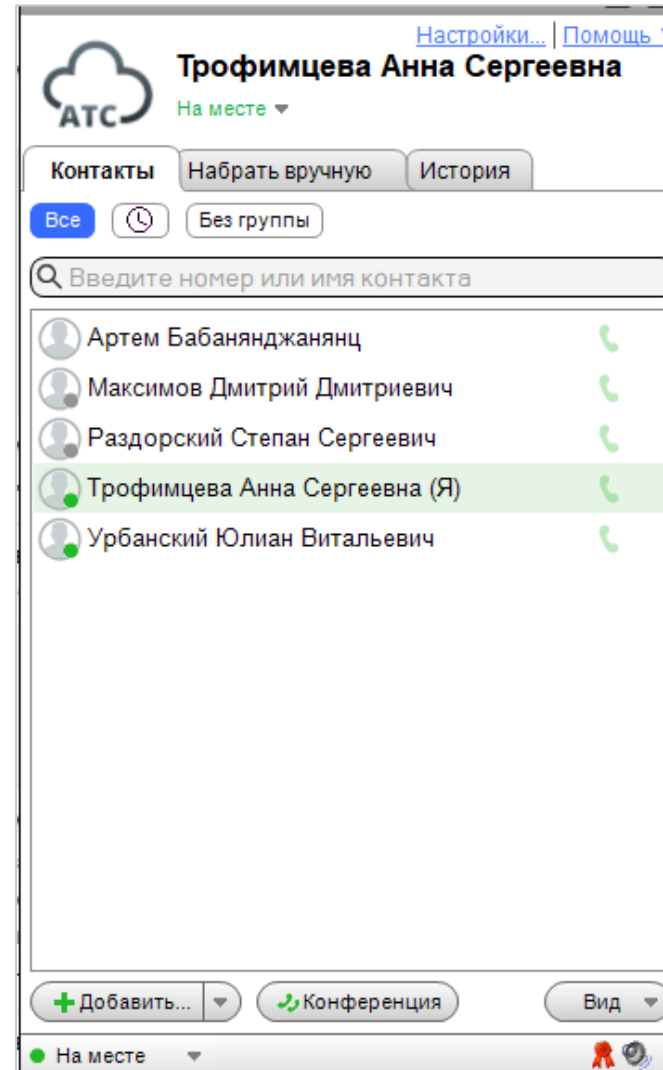 Настройки... | Помощь
Трофимцева Анна Сергеевна
АТС
На месте
Контакты Набрать вручную История
Все Без группы
Введите номер или имя контакта
Артем Бабанянджанянц
Максимов Дмитрий Дмитриевич
Раздорский Степан Сергеевич
Трофимцева Анна Сергеевна (Я)
Урбанский Юлиан Витальевич
Добавить... Конференция Вид
На месте